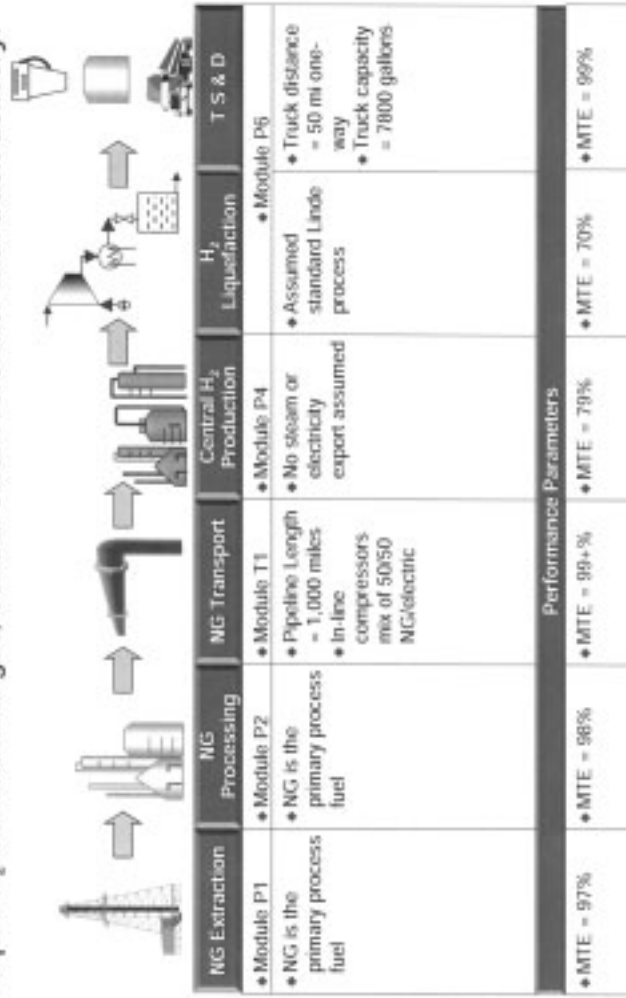 NG Extraction
NG
Processing
NG Transport
Central H₂
Production
H₂
Liquefaction
T S & D
◆ Module P1
◆ Module P2
◆ Module T1
◆ Module P4
◆ Module P6
◆ NG is the
primary process
fuel
◆ NG is the
primary process
fuel
◆ Pipeline Length
= 1,000 miles
◆ In-line
compressors
mix of 50/50
NG/electric
◆ No steam or
electricity
export assumed
◆ Assumed
standard Linde
process
◆ Truck distance
= 50 mi one-
way
◆ Truck capacity
= 7800 gallons
Performance Parameters
◆ MTE = 97%
◆ MTE = 98%
◆ MTE = 99+%
◆ MTE = 79%
◆ MTE = 70%
◆ MTE = 99%